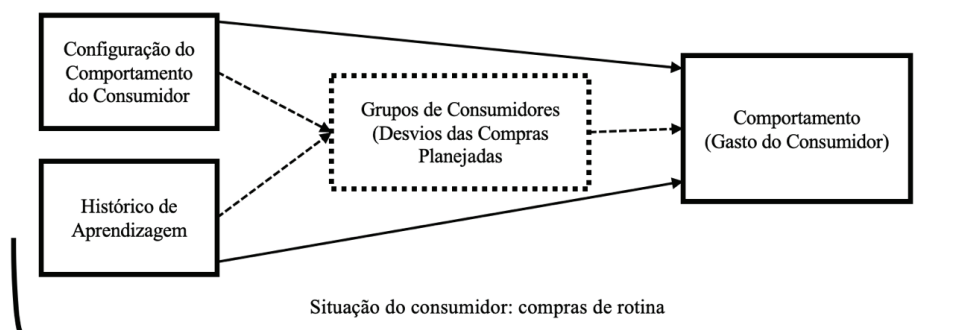 Configuração do
Comportamento
do Consumidor
Grupos de Consumidores
(Desvios das Compras
Planejadas
Comportamento
(Gasto do Consumidor)
Histórico de
Aprendizagem
Situação do consumidor: compras de rotina